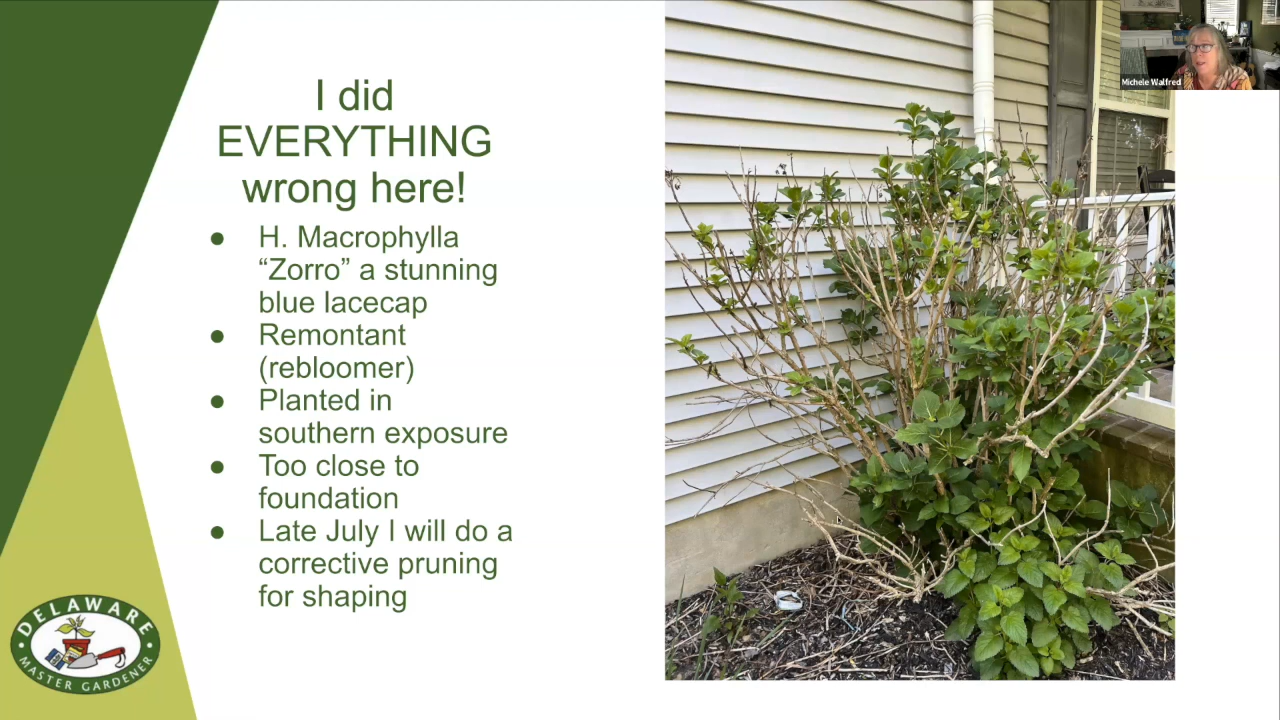 I did
EVERYTHING
wrong here!
● H. Macrophylla
“Zorro” a stunning
blue lacecap
● Remontant
(rebloomer)
● Planted in
southern exposure
● Too close to
foundation
● Late July I will do a
corrective pruning
for shaping
DELAWARE
MASTER GARDENER
Michele Walfred